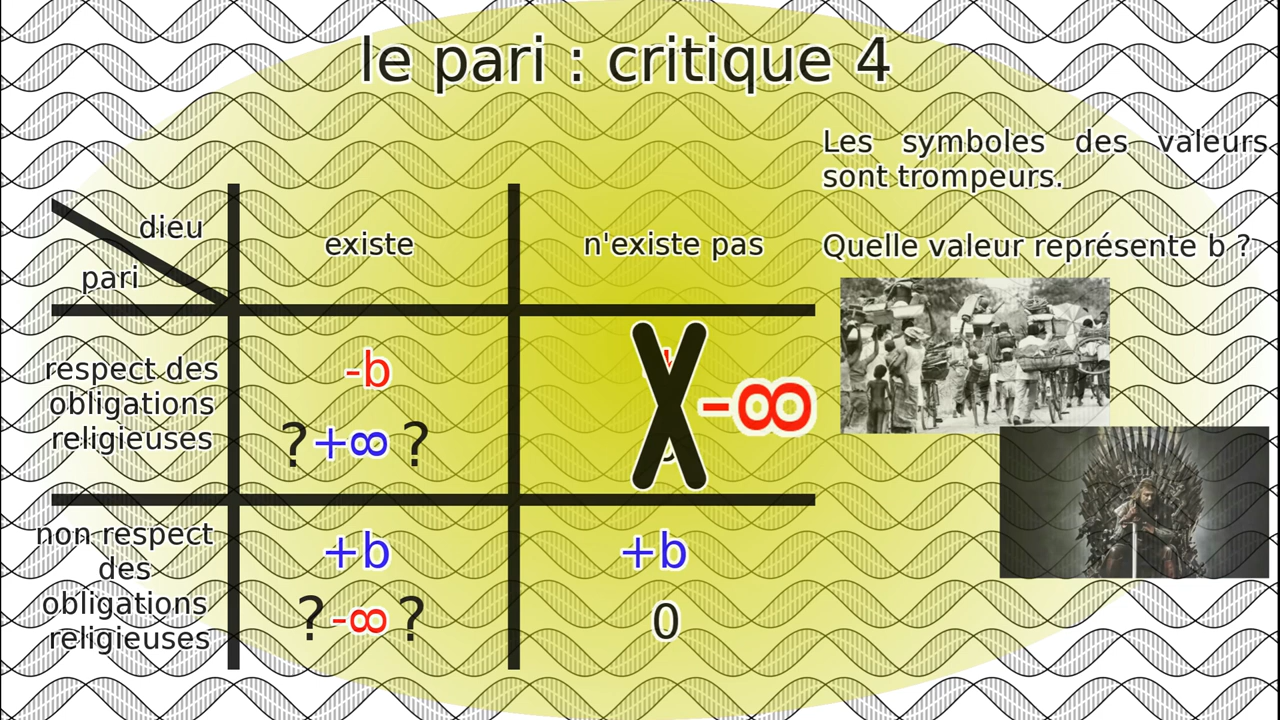 le pari : critique 4
Les symboles des valeurs
sont trompeurs.
Quelle valeur représente b ?
dieu
pari
existe
n'existe pas
respect des
obligations
religieuses
-b
? +∞ ?
-∞
non respect
des
obligations
religieuses
+b
? -∞ ?
+b
0